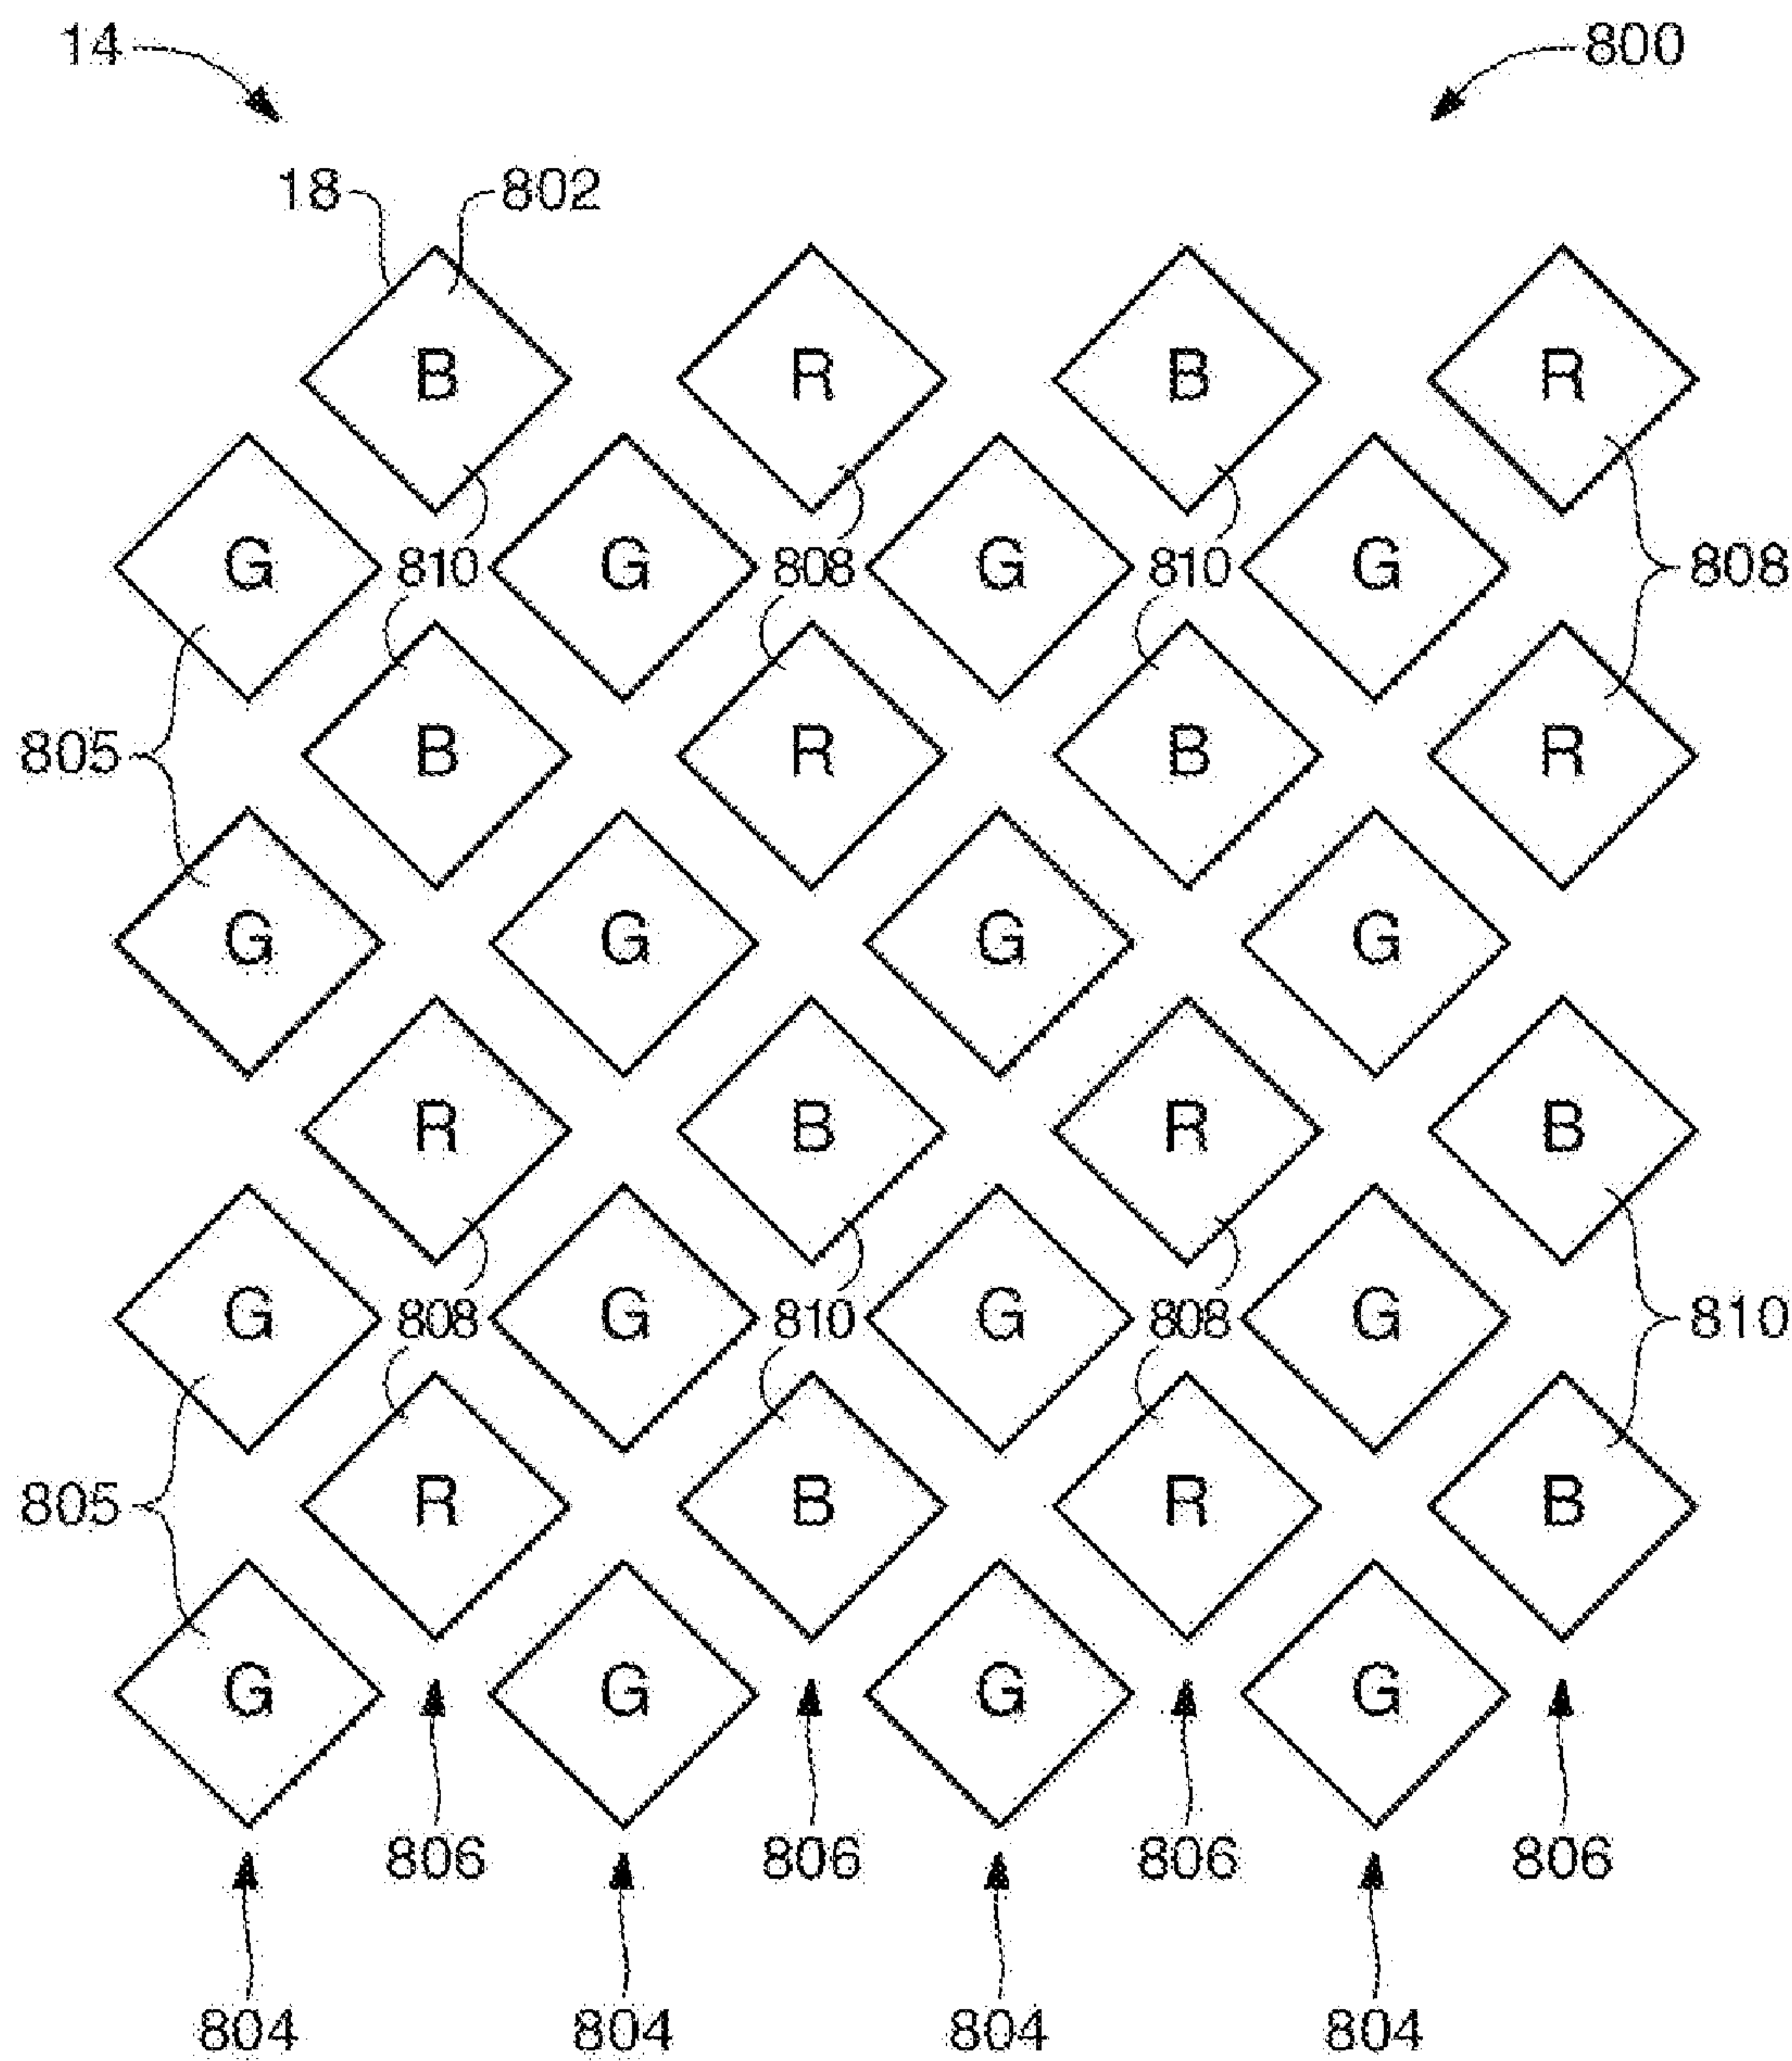 14 800
18 802
B R B R
G 810 G 808 G 810 G 808
805 B R B R
G G G G
R B R B
G 808 G 810 G 808 G 810
805 R B R B
G G G G
806 806 806 806
804 804 804 804